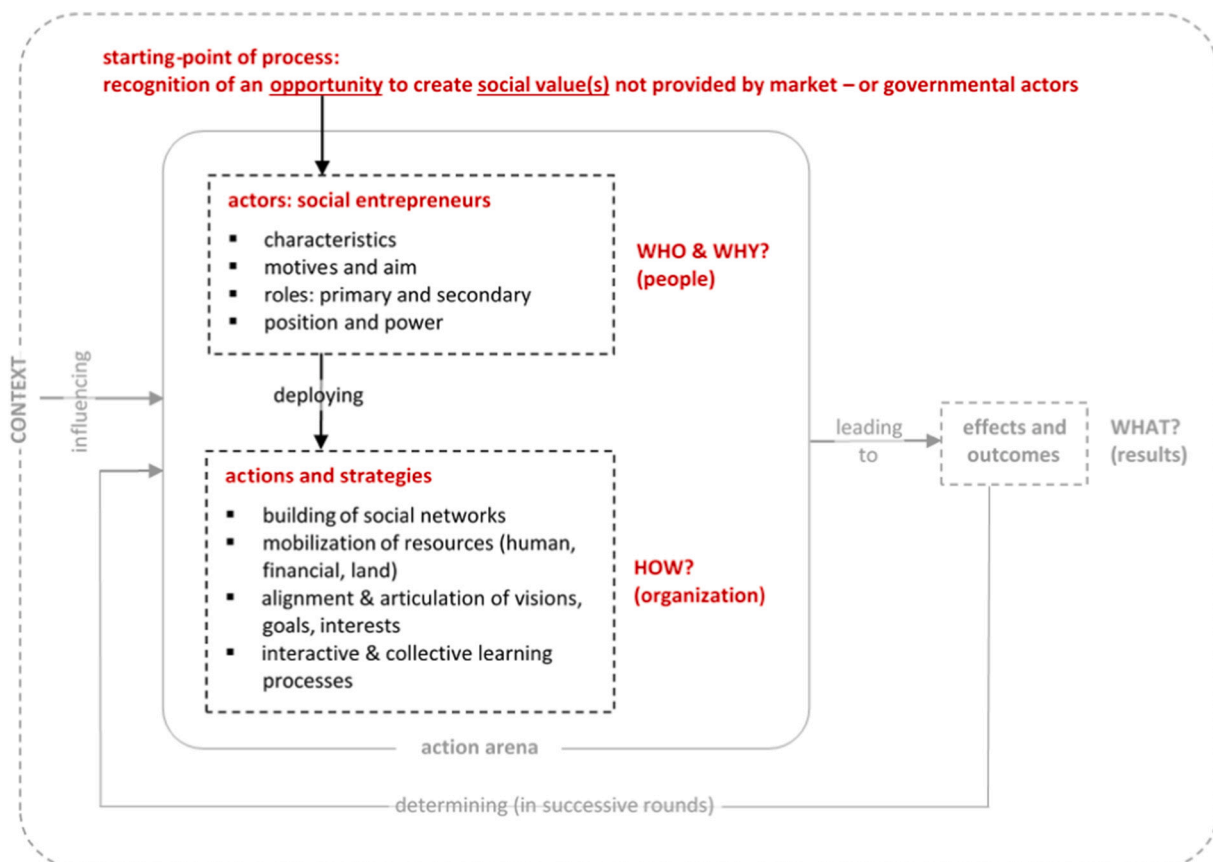 starting-point of process:
recognition of an opportunity to create social value(s) not provided by market – or governmental actors
actors: social entrepreneurs
▪ characteristics
▪ motives and aim
▪ roles: primary and secondary
▪ position and power
WHO & WHY?
(people)
CONTEXT
influencing
deploying
actions and strategies
▪ building of social networks
▪ mobilization of resources (human,
financial, land)
▪ alignment & articulation of visions,
goals, interests
▪ interactive & collective learning
processes
HOW?
(organization)
leading
to
effects and
outcomes
WHAT?
(results)
action arena
determining (in successive rounds)